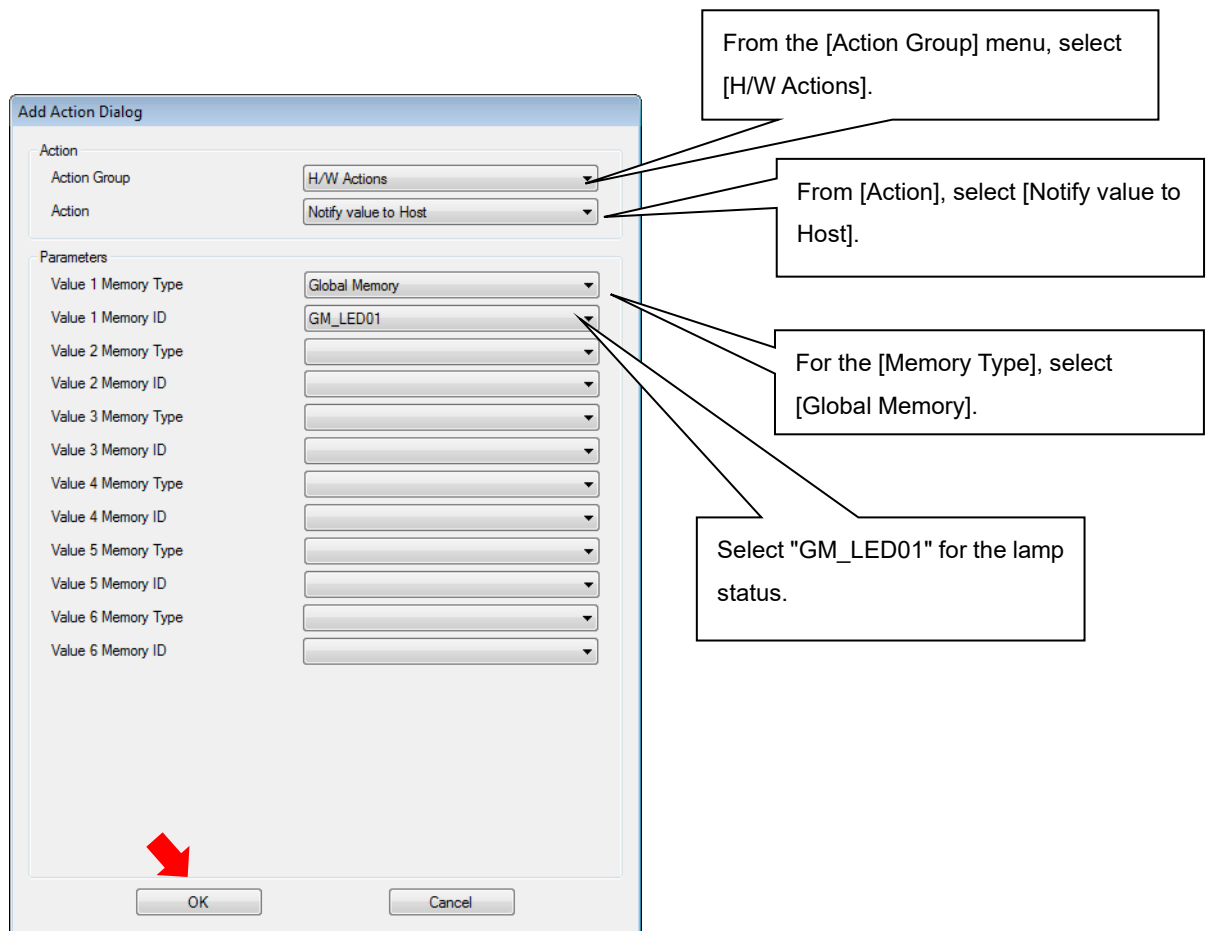 From the [Action Group] menu, select
[H/W Actions].
Add Action Dialog
Action
Action Group H/W Actions
Action Notify value to Host
From [Action], select [Notify value to
Host].
Parameters
Value 1 Memory Type Global Memory
Value 1 Memory ID GM_LED01
Value 2 Memory Type
Value 2 Memory ID
Value 3 Memory Type
Value 3 Memory ID
Value 4 Memory Type
Value 4 Memory ID
Value 5 Memory Type
Value 5 Memory ID
Value 6 Memory Type
Value 6 Memory ID
For the [Memory Type], select
[Global Memory].
Select "GM_LED01" for the lamp
status.
OK Cancel